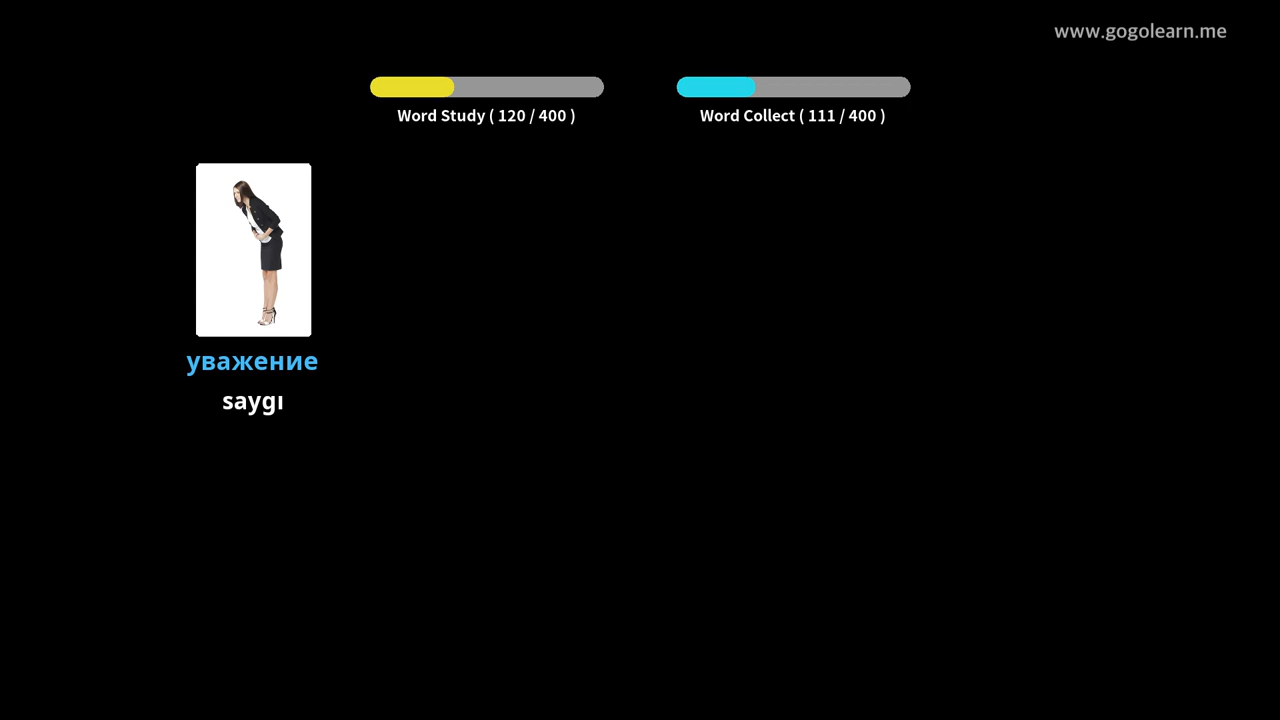 www.gogolearn.me
Word Study ( 120 / 400 )
Word Collect ( 111 / 400 )
уважение
saygı